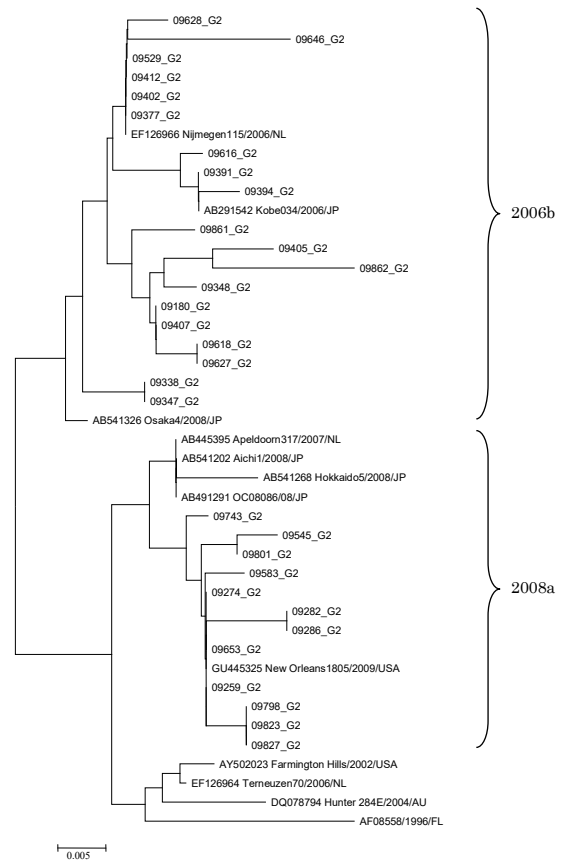 09628_G2
09646_G2
09529_G2
09412_G2
09402_G2
09377_G2
EF126966 Nijmegen115/2006/NL
09616_G2
09391_G2
09394_G2
AB291542 Kobe034/2006/JP
2006b
09861_G2
09405_G2
09862_G2
09348_G2
09180_G2
09407_G2
09618_G2
09627_G2
09338_G2
09347_G2
AB541326 Osaka4/2008/JP
AB445395 Apeldoorn317/2007/NL
AB541202 Aichi1/2008/JP
AB541268 Hokkaido5/2008/JP
AB491291 OC08086/08/JP
09743_G2
09545_G2
09801_G2
09583_G2
2008a
09274_G2
09282_G2
09286_G2
09653_G2
GU445325 New Orleans1805/2009/USA
09259_G2
09798_G2
09823_G2
09827_G2
AY502023 Farmington Hills/2002/USA
EF126964 Terneuzen70/2006/NL
DQ078794 Hunter 284E/2004/AU
AF08558/1996/FL
0.005